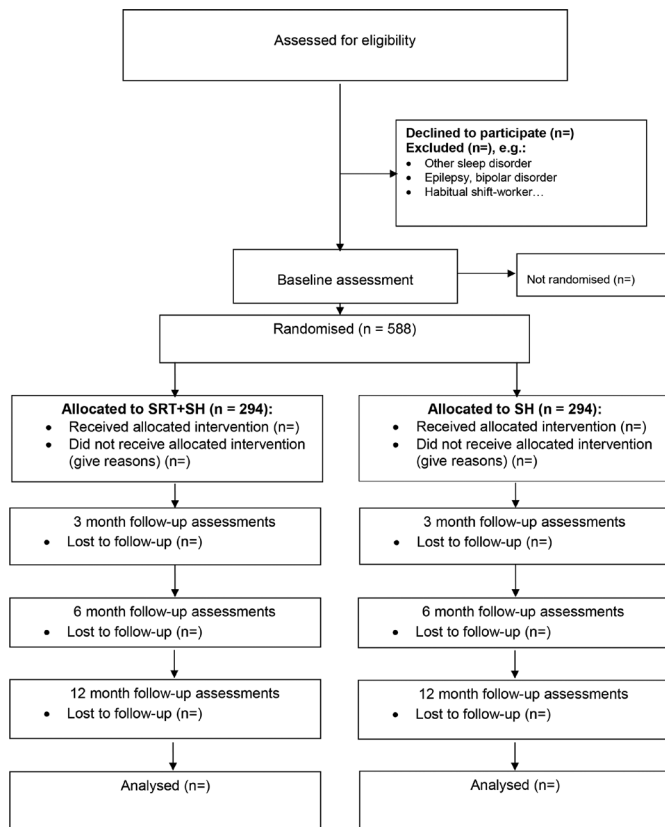 Assessed for eligibility
Declined to participate (n=)
Excluded (n=), e.g.:
• Other sleep disorder
• Epilepsy, bipolar disorder
• Habitual shift-worker…
Baseline assessment
Not randomised (n=)
Randomised (n = 588)
Allocated to SRT+SH (n = 294):
• Received allocated intervention (n=)
• Did not receive allocated intervention
(give reasons) (n=)
Allocated to SH (n = 294):
• Received allocated intervention (n=)
• Did not receive allocated intervention
(give reasons) (n=)
3 month follow-up assessments
• Lost to follow-up (n=)
3 month follow-up assessments
• Lost to follow-up (n=)
6 month follow-up assessments
• Lost to follow-up (n=)
6 month follow-up assessments
• Lost to follow-up (n=)
12 month follow-up assessments
• Lost to follow-up (n=)
12 month follow-up assessments
• Lost to follow-up (n=)
Analysed (n=)
Analysed (n=)